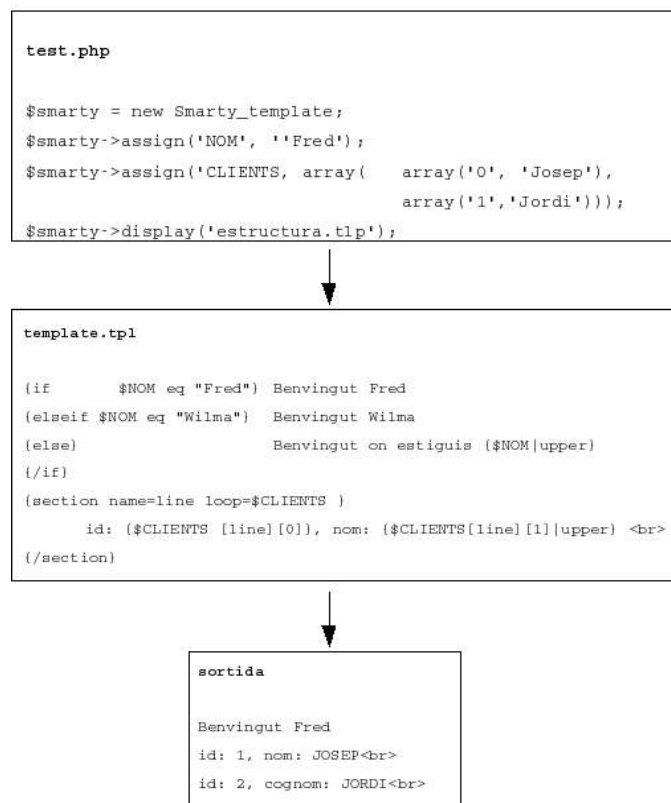 test.php
$smarty = new Smarty_template;
$smarty->assign('NOM', ''Fred');
$smarty->assign('CLIENTS, array( array('0', 'Josep'),
array('1','Jordi')));
$smarty->display('estructura.tlp');
template.tpl
{if $NOM eq "Fred"} Benvingut Fred
{elseif $NOM eq "Wilma"} Benvingut Wilma
{else} Benvingut on estiguis {$NOM|upper}
{/if}
{section name=line loop=$CLIENTS }
id: {$CLIENTS [line][0]}, nom: {$CLIENTS[line][1]|upper} <br>
{/section}
sortida
Benvingut Fred
id: 1, nom: JOSEP<br>
id: 2, cognom: JORDI<br>